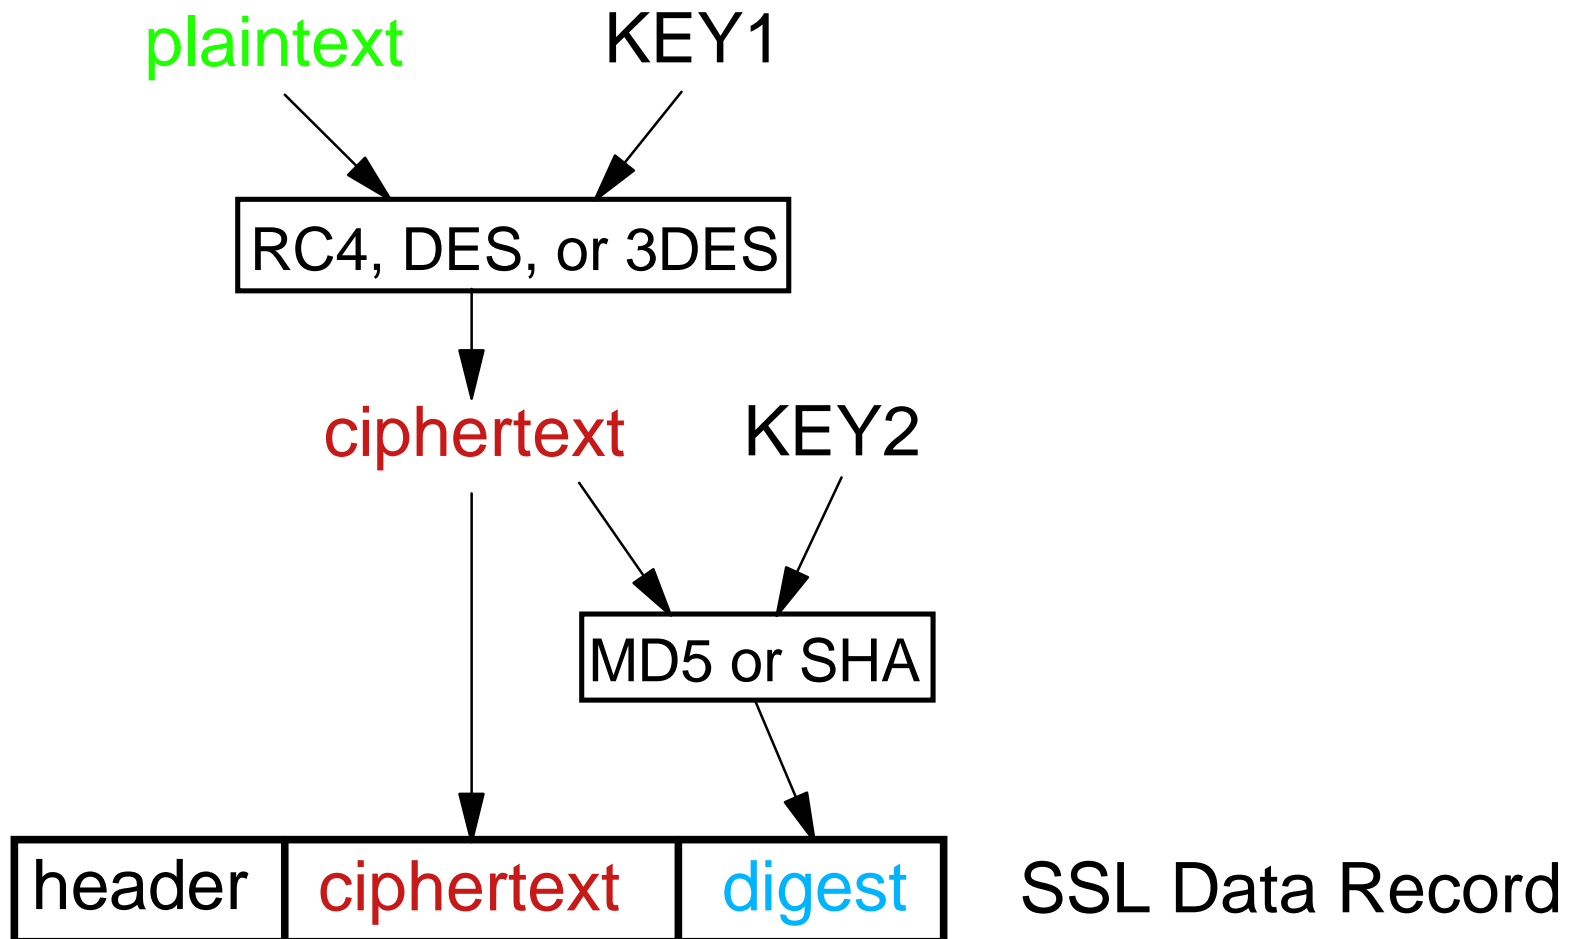 plaintext KEY1
RC4, DES, or 3DES
ciphertext KEY2
MD5 or SHA
header ciphertext digest SSL Data Record